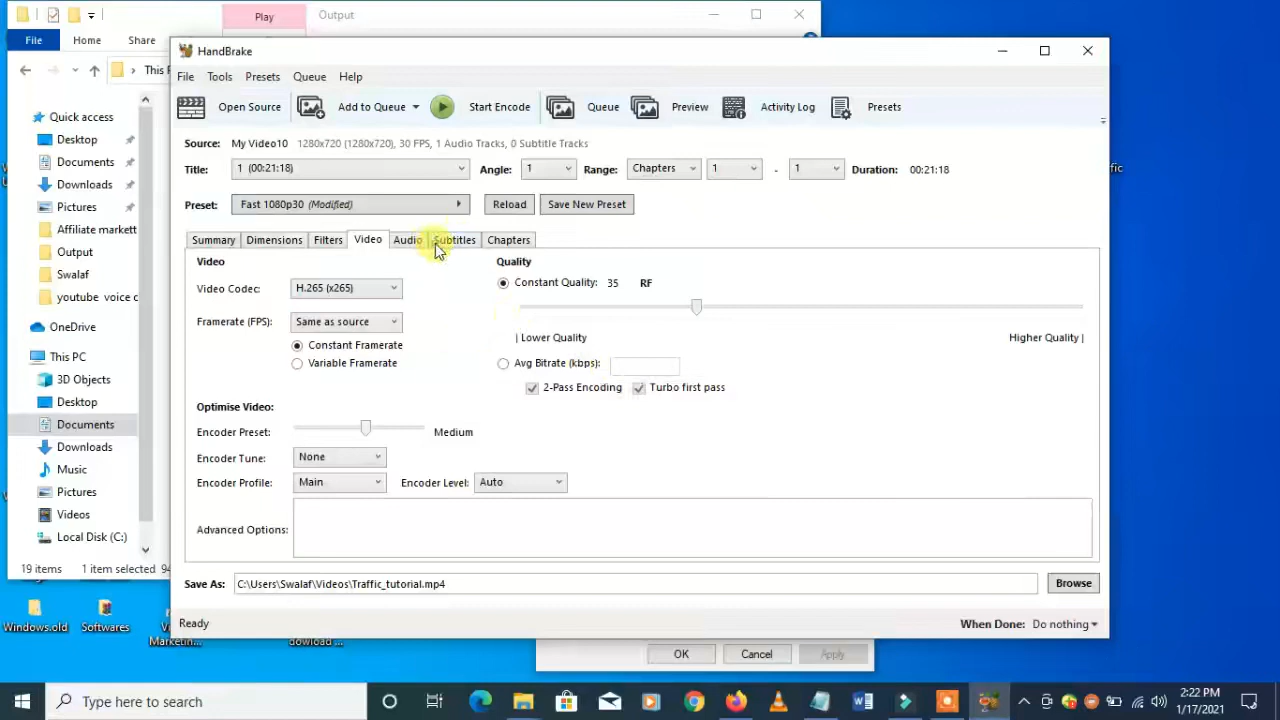 Play
Output
File
Home
Share
This P
HandBrake
File Tools Presets Queue Help
Open Source
Add to Queue
Start Encode
Queue
Preview
Activity Log
Presets
Source: My Video10 1280x720 (1280x720), 30 FPS, 1 Audio Tracks, 0 Subtitle Tracks
Title: 1 (00:21:18) Angle: 1 Range: Chapters 1 - 1 Duration: 00:21:18
Preset: Fast 1080p30 (Modified) Reload Save New Preset
Summary Dimensions Filters Video Audio Subtitles Chapters
Video
Video Codec: H.265 (x265)
Framerate (FPS): Same as source
Constant Framerate
Variable Framerate
Optimise Video:
Encoder Preset: Medium
Encoder Tune: None
Encoder Profile: Main Encoder Level: Auto
Advanced Options:
Quality
Constant Quality: 35 RF
| Lower Quality Higher Quality |
Avg Bitrate (kbps):
2-Pass Encoding Turbo first pass
Save As: C:\Users\Swalaf\Videos\Traffic_tutorial.mp4 Browse
Ready
When Done: Do nothing
Quick access
Desktop
Documents
Downloads
Pictures
Affiliate markett
Output
Swalaf
youtube voice c
OneDrive
This PC
3D Objects
Desktop
Documents
Downloads
Music
Pictures
Videos
Local Disk (C:)
19 items 1 item selected 94
fic
OK Cancel Apply
Windows.old
Softwares
Marketin...
dowload ...
Type here to search
2:22 PM
1/17/2021